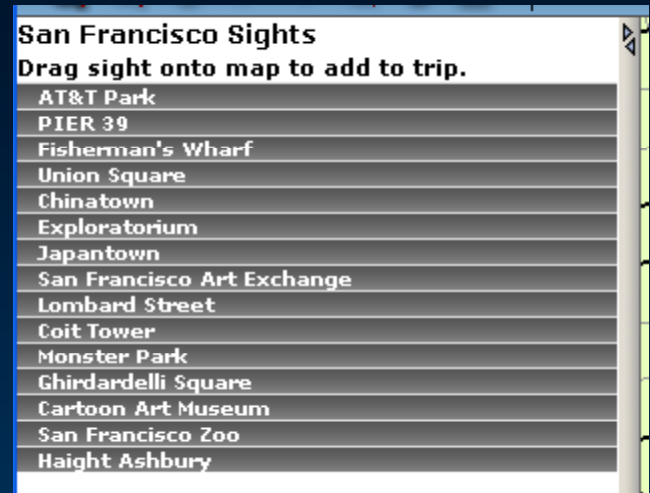 San Francisco Sights
Drag sight onto map to add to trip.
AT&T Park
PIER 39
Fisherman's Wharf
Union Square
Chinatown
Exploratorium
Japantown
San Francisco Art Exchange
Lombard Street
Coit Tower
Monster Park
Ghirdardelli Square
Cartoon Art Museum
San Francisco Zoo
Haight Ashbury